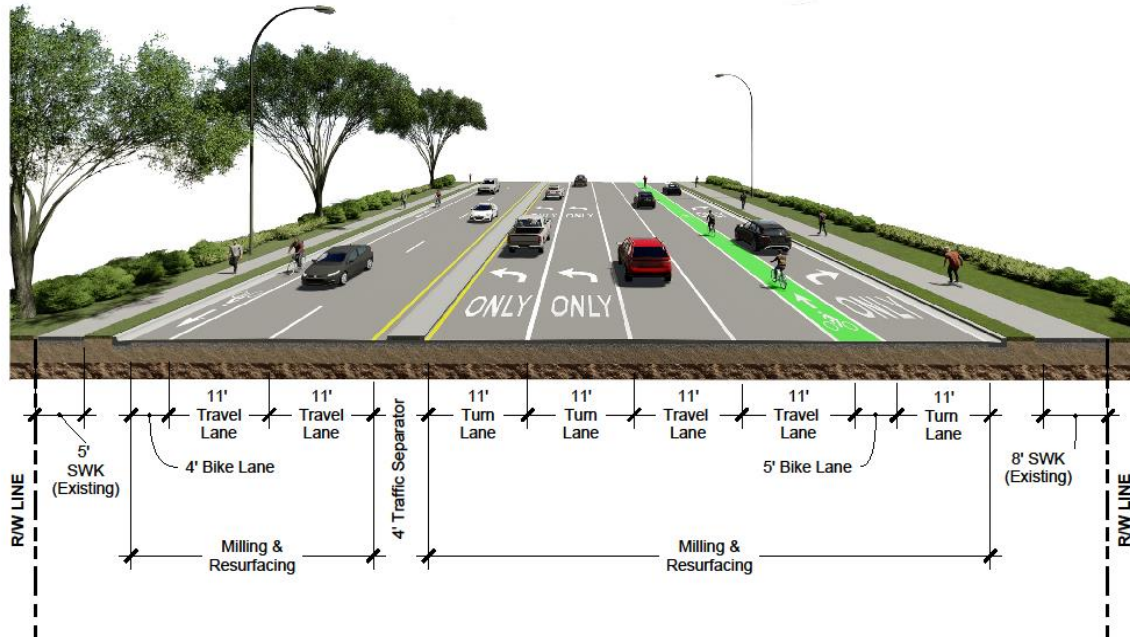 ONLY ONLY
ONLY ONLY
ONLY
11'
Travel
Lane
11'
Travel
Lane
11'
Turn
Lane
11'
Turn
Lane
11'
Travel
Lane
11'
Travel
Lane
11'
Turn
Lane
5'
SWK
(Existing)
4' Bike Lane
4' Traffic Separator
5' Bike Lane
8' SWK
(Existing)
R/W LINE
R/W LINE
Milling &
Resurfacing
Milling &
Resurfacing